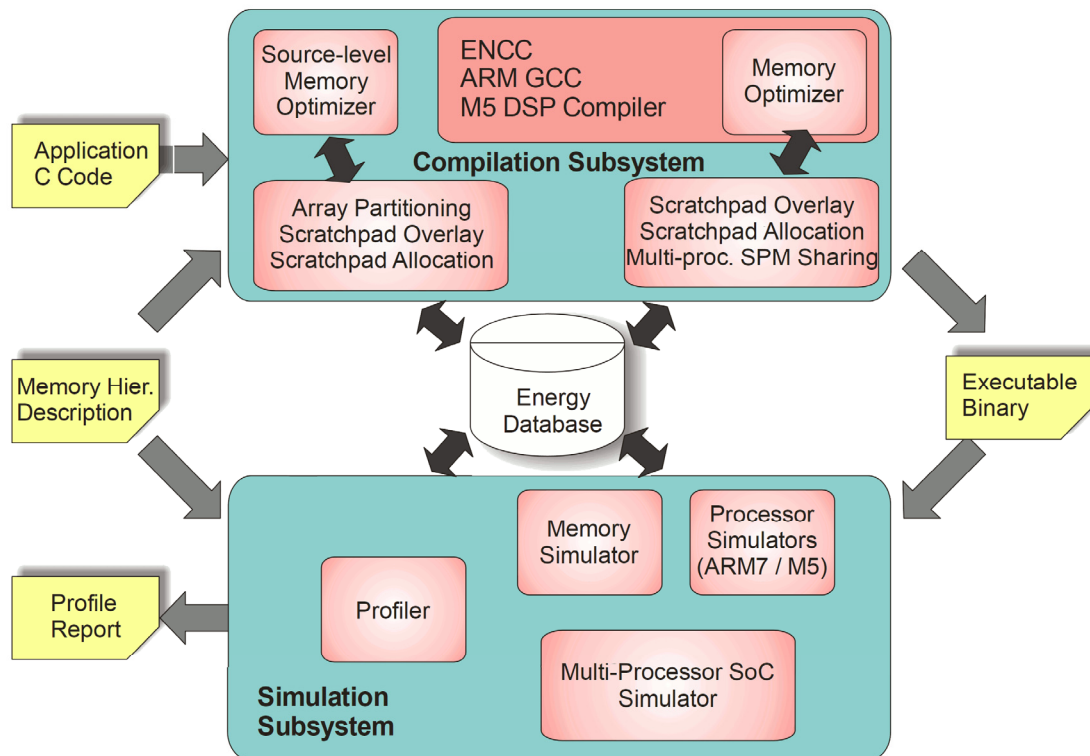 Source-level
Memory
Optimizer
ENCC
ARM GCC
M5 DSP Compiler
Memory
Optimizer
Application
C Code
Compilation Subsystem
Array Partitioning
Scratchpad Overlay
Scratchpad Allocation
Scratchpad Overlay
Scratchpad Allocation
Multi-proc. SPM Sharing
Memory Hier.
Description
Energy
Database
Executable
Binary
Memory
Simulator
Processor
Simulators
(ARM7 / M5)
Profiler
Profile
Report
Multi-Processor SoC
Simulator
Simulation
Subsystem